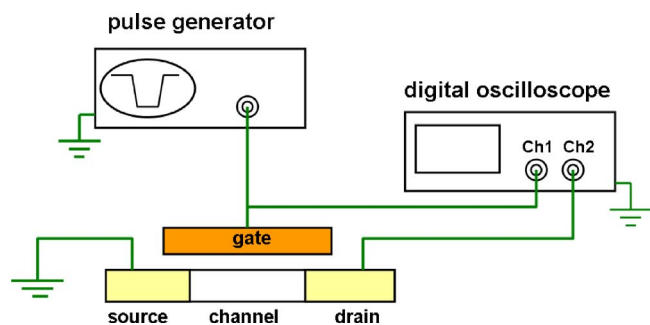 pulse generator
digital oscilloscope
Ch1 Ch2
gate
source channel drain